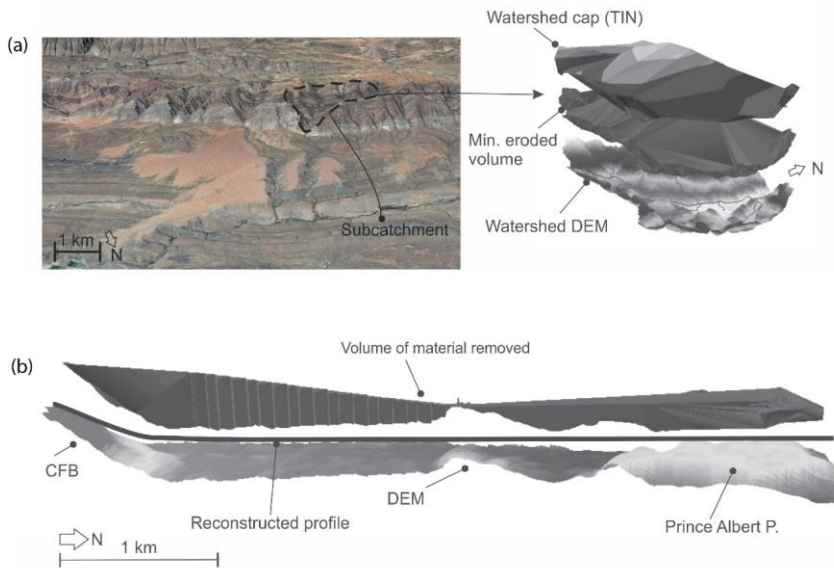 (a)
Watershed cap (TIN)
Min. eroded
volume
N
Watershed DEM
Subcatchment
1 km
N
(b)
Volume of material removed
CFB
DEM
Reconstructed profile
Prince Albert P.
N
1 km